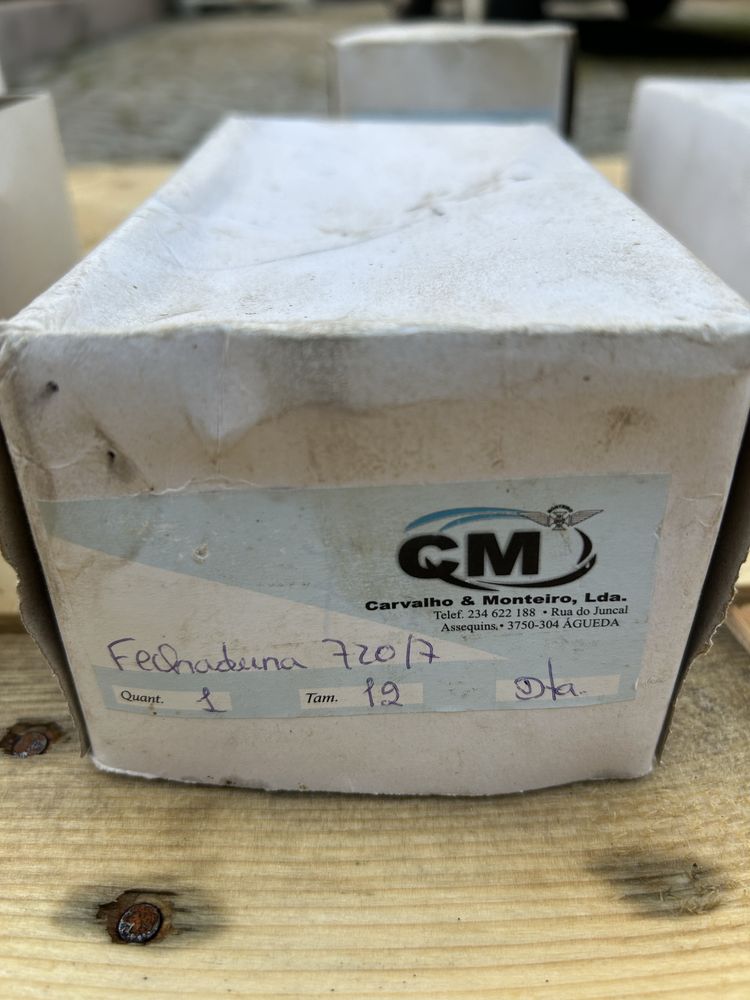 CM
Carvalho & Monteiro, Lda.
Telef. 234 622 188 • Rua do Juncal
Assequins. • 3750-304 ÁGUEDA
Fechadura 720/7
Quant. 1 Tam. 12 Dta.